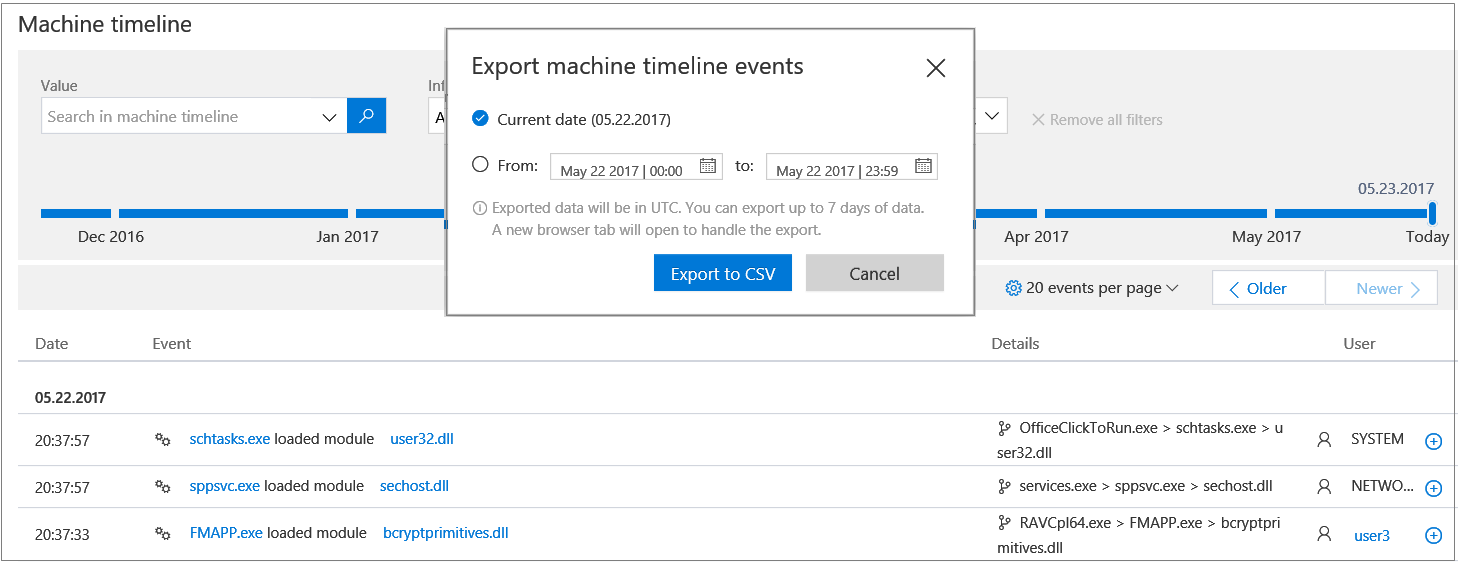 Machine timeline
Export machine timeline events
Value
Inf
Search in machine timeline
A
Current date (05.22.2017)
Remove all filters
From:
May 22 2017 | 00:00
to:
May 22 2017 | 23:59
Exported data will be in UTC. You can export up to 7 days of data.
A new browser tab will open to handle the export.
05.23.2017
Dec 2016
Jan 2017
Apr 2017
May 2017
Today
Export to CSV
Cancel
20 events per page
Older
Newer
Date
Event
Details
User
05.22.2017
20:37:57
schtasks.exe loaded module user32.dll
OfficeClickToRun.exe > schtasks.exe > u
ser32.dll
SYSTEM
20:37:57
sppsvc.exe loaded module sechost.dll
services.exe > sppsvc.exe > sechost.dll
NETWO...
20:37:33
FMAPP.exe loaded module bcryptprimitives.dll
RAVCpl64.exe > FMAPP.exe > bcryptpri
mitives.dll
user3